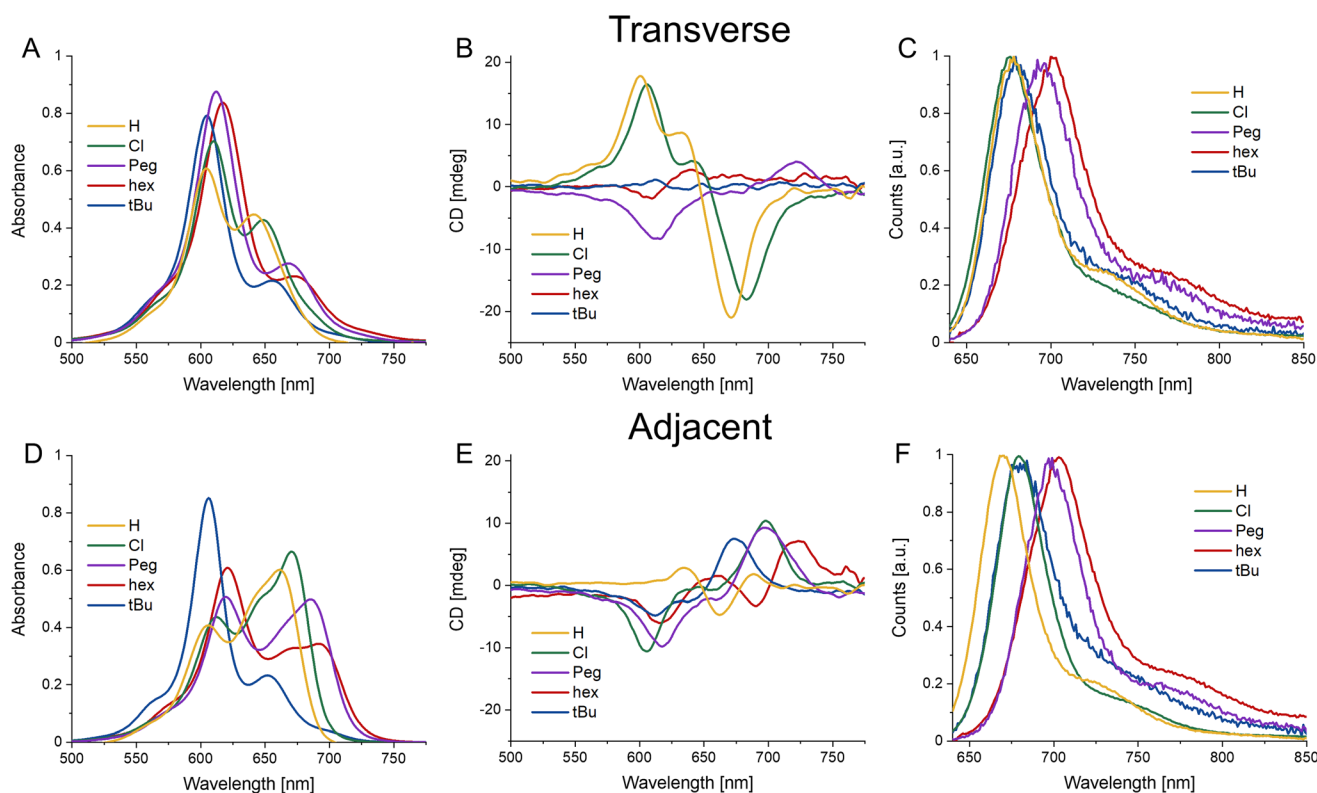 Transverse
A
Absorbance
1
0.8
0.6
0.4
0.2
0
H
Cl
Peg
hex
tBu
500 550 600 650 700 750
Wavelength [nm]
B
CD [mdeg]
20
10
0
-10
-20
H
Cl
Peg
hex
tBu
500 550 600 650 700 750
Wavelength [nm]
C
Counts [a.u.]
1
0.8
0.6
0.4
0.2
0
H
Cl
Peg
hex
tBu
650 700 750 800 850
Wavelength [nm]
Adjacent
D
Absorbance
1
0.8
0.6
0.4
0.2
0
H
Cl
Peg
hex
tBu
500 550 600 650 700 750
Wavelength [nm]
E
CD [mdeg]
20
10
0
-10
-20
H
Cl
Peg
hex
tBu
500 550 600 650 700 750
Wavelength [nm]
F
Counts [a.u.]
1
0.8
0.6
0.4
0.2
0
H
Cl
Peg
hex
tBu
650 700 750 800 850
Wavelength [nm]